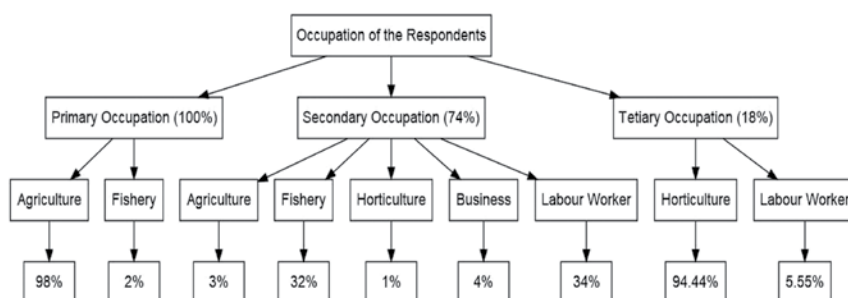 Occupation of the Respondents
Primary Occupation (100%)
Secondary Occupation (74%)
Tetiary Occupation (18%)
Agriculture
Fishery
Agriculture
Fishery
Horticulture
Business
Labour Worker
Horticulture
Labour Worker
98%
2%
3%
32%
1%
4%
34%
94.44%
5.55%